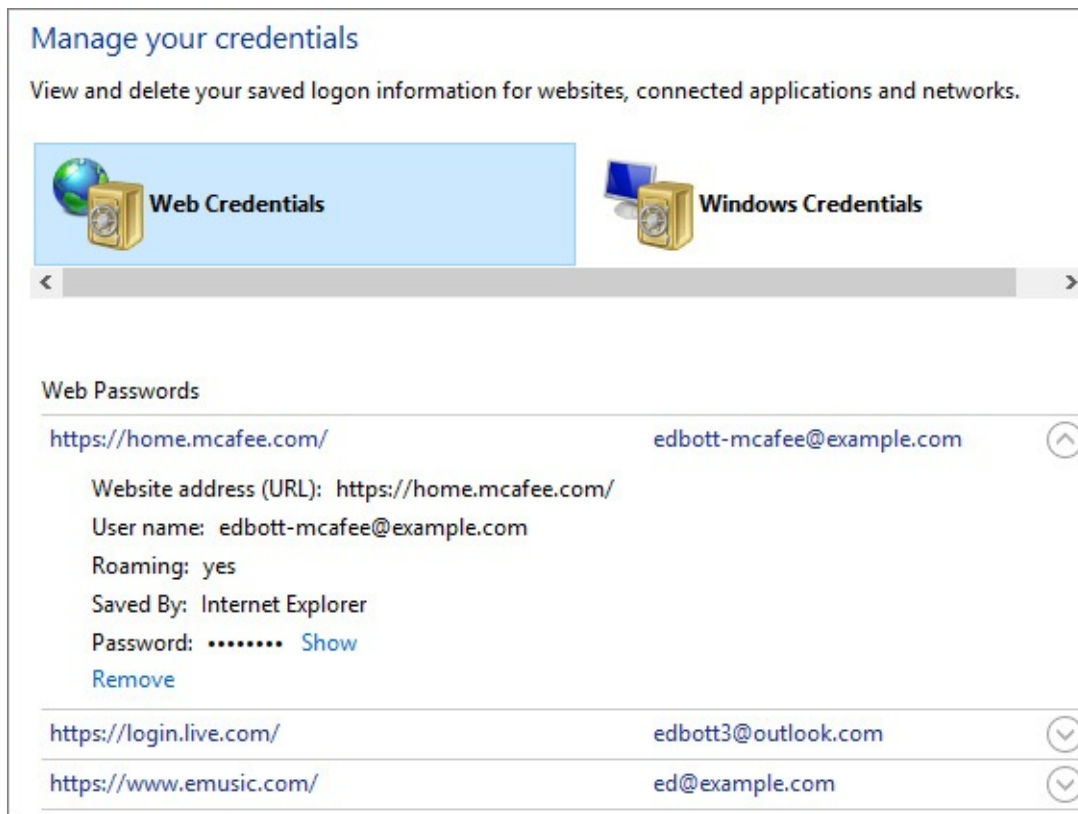 Manage your credentials
View and delete your saved logon information for websites, connected applications and networks.
Web Credentials
Windows Credentials
Web Passwords
https://home.mcafee.com/ edbott-mcafee@example.com
Website address (URL): https://home.mcafee.com/
User name: edbott-mcafee@example.com
Roaming: yes
Saved By: Internet Explorer
Password: •••••••• Show
Remove
https://login.live.com/ edbott3@outlook.com
https://www.emusic.com/ ed@example.com